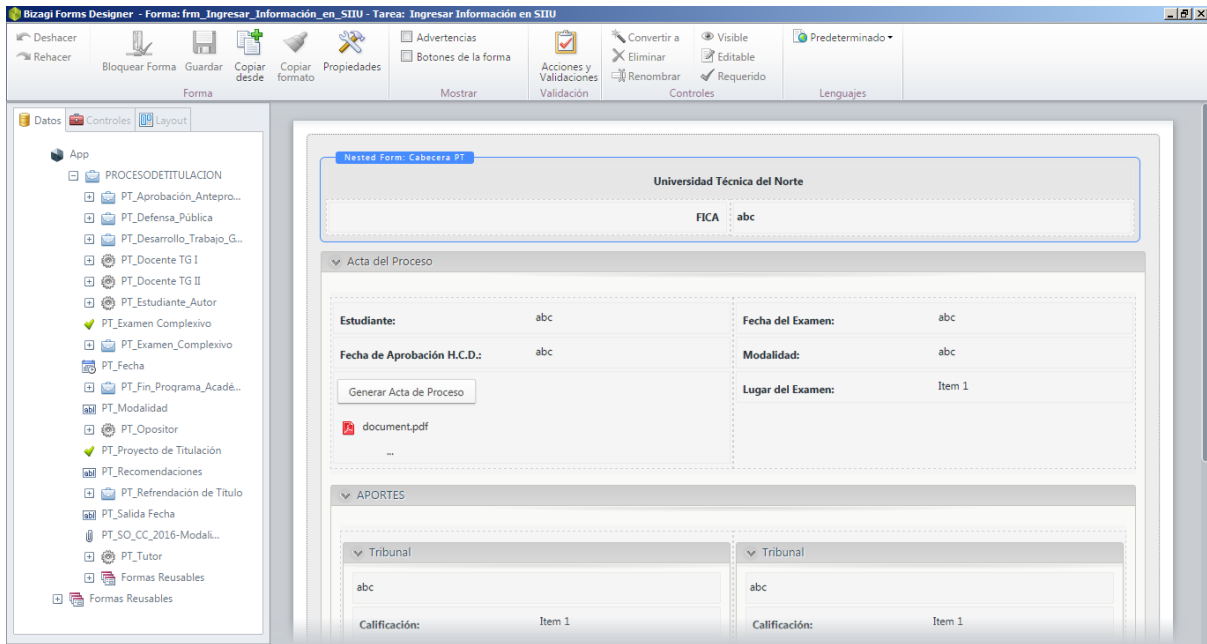 Bizagi Forms Designer - Forma: frm_Ingresar_Información_en_SIIU - Tarea: Ingresar Información en SIIU
Deshacer
Rehacer
Bloquear Forma
Guardar
Copiar desde
Copiar formato
Propiedades
Forma
Advertencias
Botones de la forma
Mostrar
Acciones y Validaciones
Validación
Convertir a
Eliminar
Renombrar
Visible
Editable
Requerido
Controles
Predeterminado
Lenguajes
Datos
Controles
Layout
App
PROCESODETITULACION
PT_Aprobación_Antepro...
PT_Defensa_Pública
PT_Desarrollo_Trabajo_G...
PT_Docente TG I
PT_Docente TG II
PT_Estudiante_Autor
PT_Examen Complexivo
PT_Examen_Complexivo
PT_Fecha
PT_Fin_Programa_Acadé...
PT_Modalidad
PT_Opositor
PT_Proyecto de Titulación
PT_Recomendaciones
PT_Refrendación de Título
PT_Salida Fecha
PT_SO_CC_2016-Modali...
PT_Tutor
Formas Reusables
Formas Reusables
Nested Form: Cabecera PT
Universidad Técnica del Norte
FICA abc
Acta del Proceso
Estudiante: abc
Fecha del Examen: abc
Fecha de Aprobación H.C.D.: abc
Modalidad: abc
Generar Acta de Proceso
Lugar del Examen: Item 1
document.pdf
...
APORTES
Tribunal
abc
Calificación: Item 1
Tribunal
abc
Calificación: Item 1